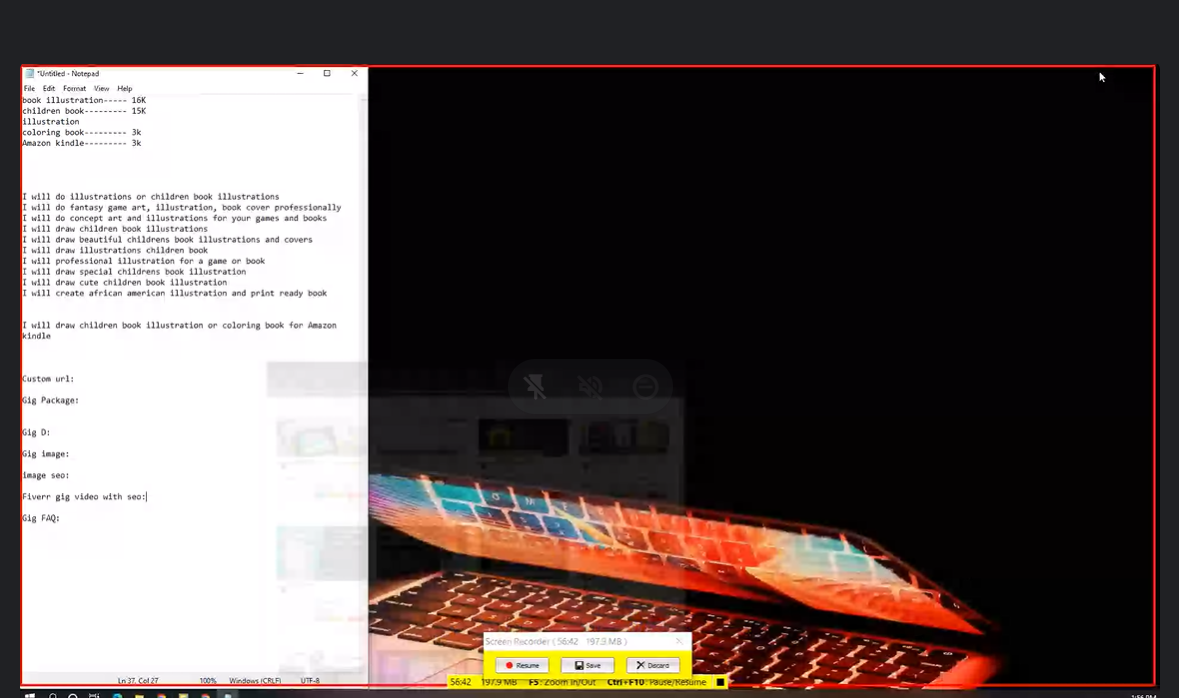 *Untitled - Notepad
File Edit Format View Help
book illustration----- 16K
children book--------- 15K
illustration
coloring book--------- 3k
Amazon kindle--------- 3k
I will do illustrations or children book illustrations
I will do fantasy game art, illustration, book cover professionally
I will do concept art and illustrations for your games and books
I will draw children book illustrations
I will draw beautiful childrens book illustrations and covers
I will draw illustrations children book
I will professional illustration for a game or book
I will draw special childrens book illustration
I will draw cute children book illustration
I will create african american illustration and print ready book
I will draw children book illustration or coloring book for Amazon
kindle
Custom url:
Gig Package:
Gig D:
Gig image:
image seo:
Fiverr gig video with seo:
Gig FAQ:
Screen Recorder ( 56:42 197.9 MB )
Resume Save Discard
Ln 37, Col 27 100% Windows (CRLF) UTF-8
56:42 197.9 MB F5: Zoom In/Out Ctrl+F10: Pause/Resume